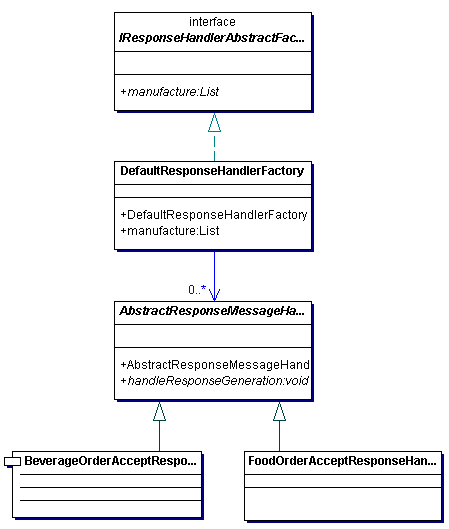 interface
IResponseHandlerAbstractFac...
+manufacture:List
DefaultResponseHandlerFactory
+DefaultResponseHandlerFactory
+manufacture:List
0..*
AbstractResponseMessageHa...
+AbstractResponseMessageHand
+handleResponseGeneration:void
BeverageOrderAcceptRespo...
FoodOrderAcceptResponseHan...